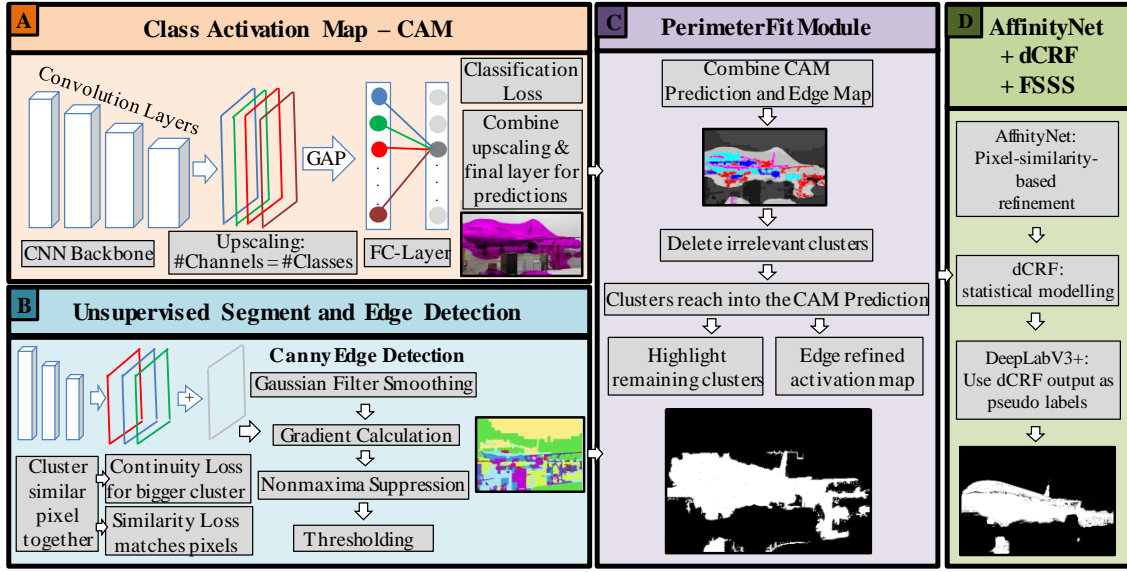 A
Class Activation Map – CAM
Convolution Layers
CNN Backbone
Upscaling:
#Channels = #Classes
GAP
FC-Layer
Classification
Loss
Combine
upscaling &
final layer for
predictions
B
Unsupervised Segment and Edge Detection
+
Canny Edge Detection
Gaussian Filter Smoothing
Gradient Calculation
Nonmaxima Suppression
Thresholding
Cluster
similar
pixel
together
Continuity Loss
for bigger cluster
Similarity Loss
matches pixels
C
PerimeterFit Module
Combine CAM
Prediction and Edge Map
Delete irrelevant clusters
Clusters reach into the CAM Prediction
Highlight
remaining clusters
Edge refined
activation map
D
AffinityNet
+ dCRF
+ FSSS
AffinityNet:
Pixel-similarity-
based
refinement
dCRF:
statistical modelling
DeepLabV3+:
Use dCRF output as
pseudo labels